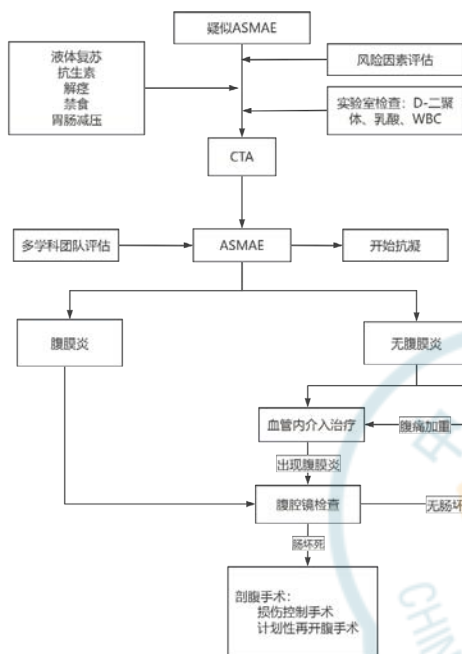 疑似ASMAE
液体复苏
抗生素
解痉
禁食
胃肠减压
风险因素评估
实验室检查：D-二聚
体、乳酸、WBC
CTA
多学科团队评估
ASMAE
开始抗凝
腹膜炎
无腹膜炎
血管内介入治疗
腹痛加重
出现腹膜炎
腹腔镜检查
无肠坏
肠坏死
剖腹手术：
损伤控制手术
计划性再开腹手术
中
CHIN